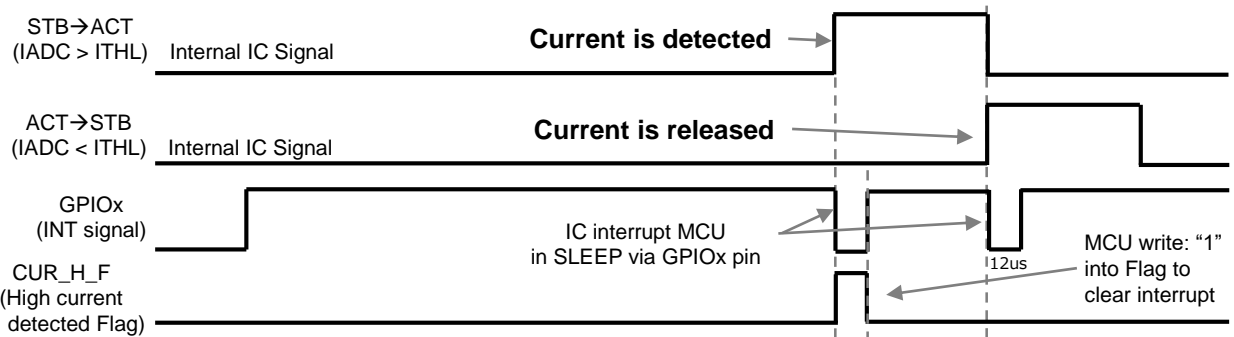 STB→ACT
(IADC > ITHL) Internal IC Signal
Current is detected
ACT→STB
(IADC < ITHL) Internal IC Signal
Current is released
GPIOx
(INT signal)
IC interrupt MCU
in SLEEP via GPIOx pin
12us
MCU write: “1”
into Flag to
clear interrupt
CUR_H_F
(High current
detected Flag)